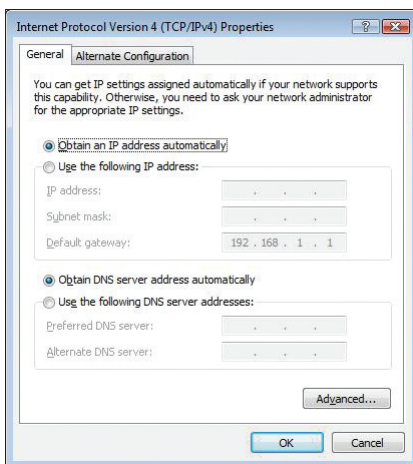 Internet Protocol Version 4 (TCP/IPv4) Properties
General
Alternate Configuration
You can get IP settings assigned automatically if your network supports
this capability. Otherwise, you need to ask your network administrator
for the appropriate IP settings.
Obtain an IP address automatically
Use the following IP address:
IP address:
Subnet mask:
Default gateway: 192 . 168 . 1 . 1
Obtain DNS server address automatically
Use the following DNS server addresses:
Preferred DNS server:
Alternate DNS server:
Advanced...
OK
Cancel